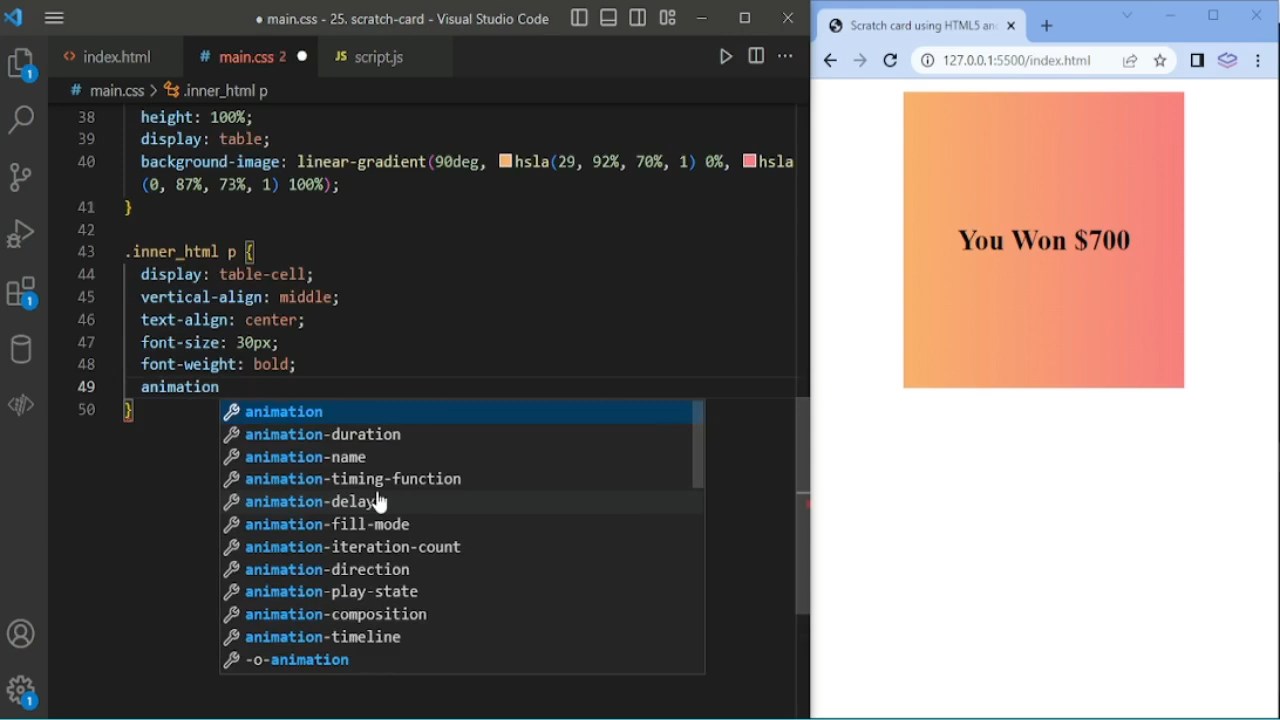 ● main.css - 25. scratch-card - Visual Studio Code
<> index.html
# main.css 2 ●
JS script.js
# main.css > .inner_html p
38 height: 100%;
39 display: table;
40 background-image: linear-gradient(90deg, hsla(29, 92%, 70%, 1) 0%, hsla
(0, 87%, 73%, 1) 100%);
41 }
42
43 .inner_html p {
44 display: table-cell;
45 vertical-align: middle;
46 text-align: center;
47 font-size: 30px;
48 font-weight: bold;
49 animation
50 }
animation
animation-duration
animation-name
animation-timing-function
animation-delay
animation-fill-mode
animation-iteration-count
animation-direction
animation-play-state
animation-composition
animation-timeline
-o-animation
1
1
1
Scratch card using HTML5 an
127.0.0.1:5500/index.html
You Won $700